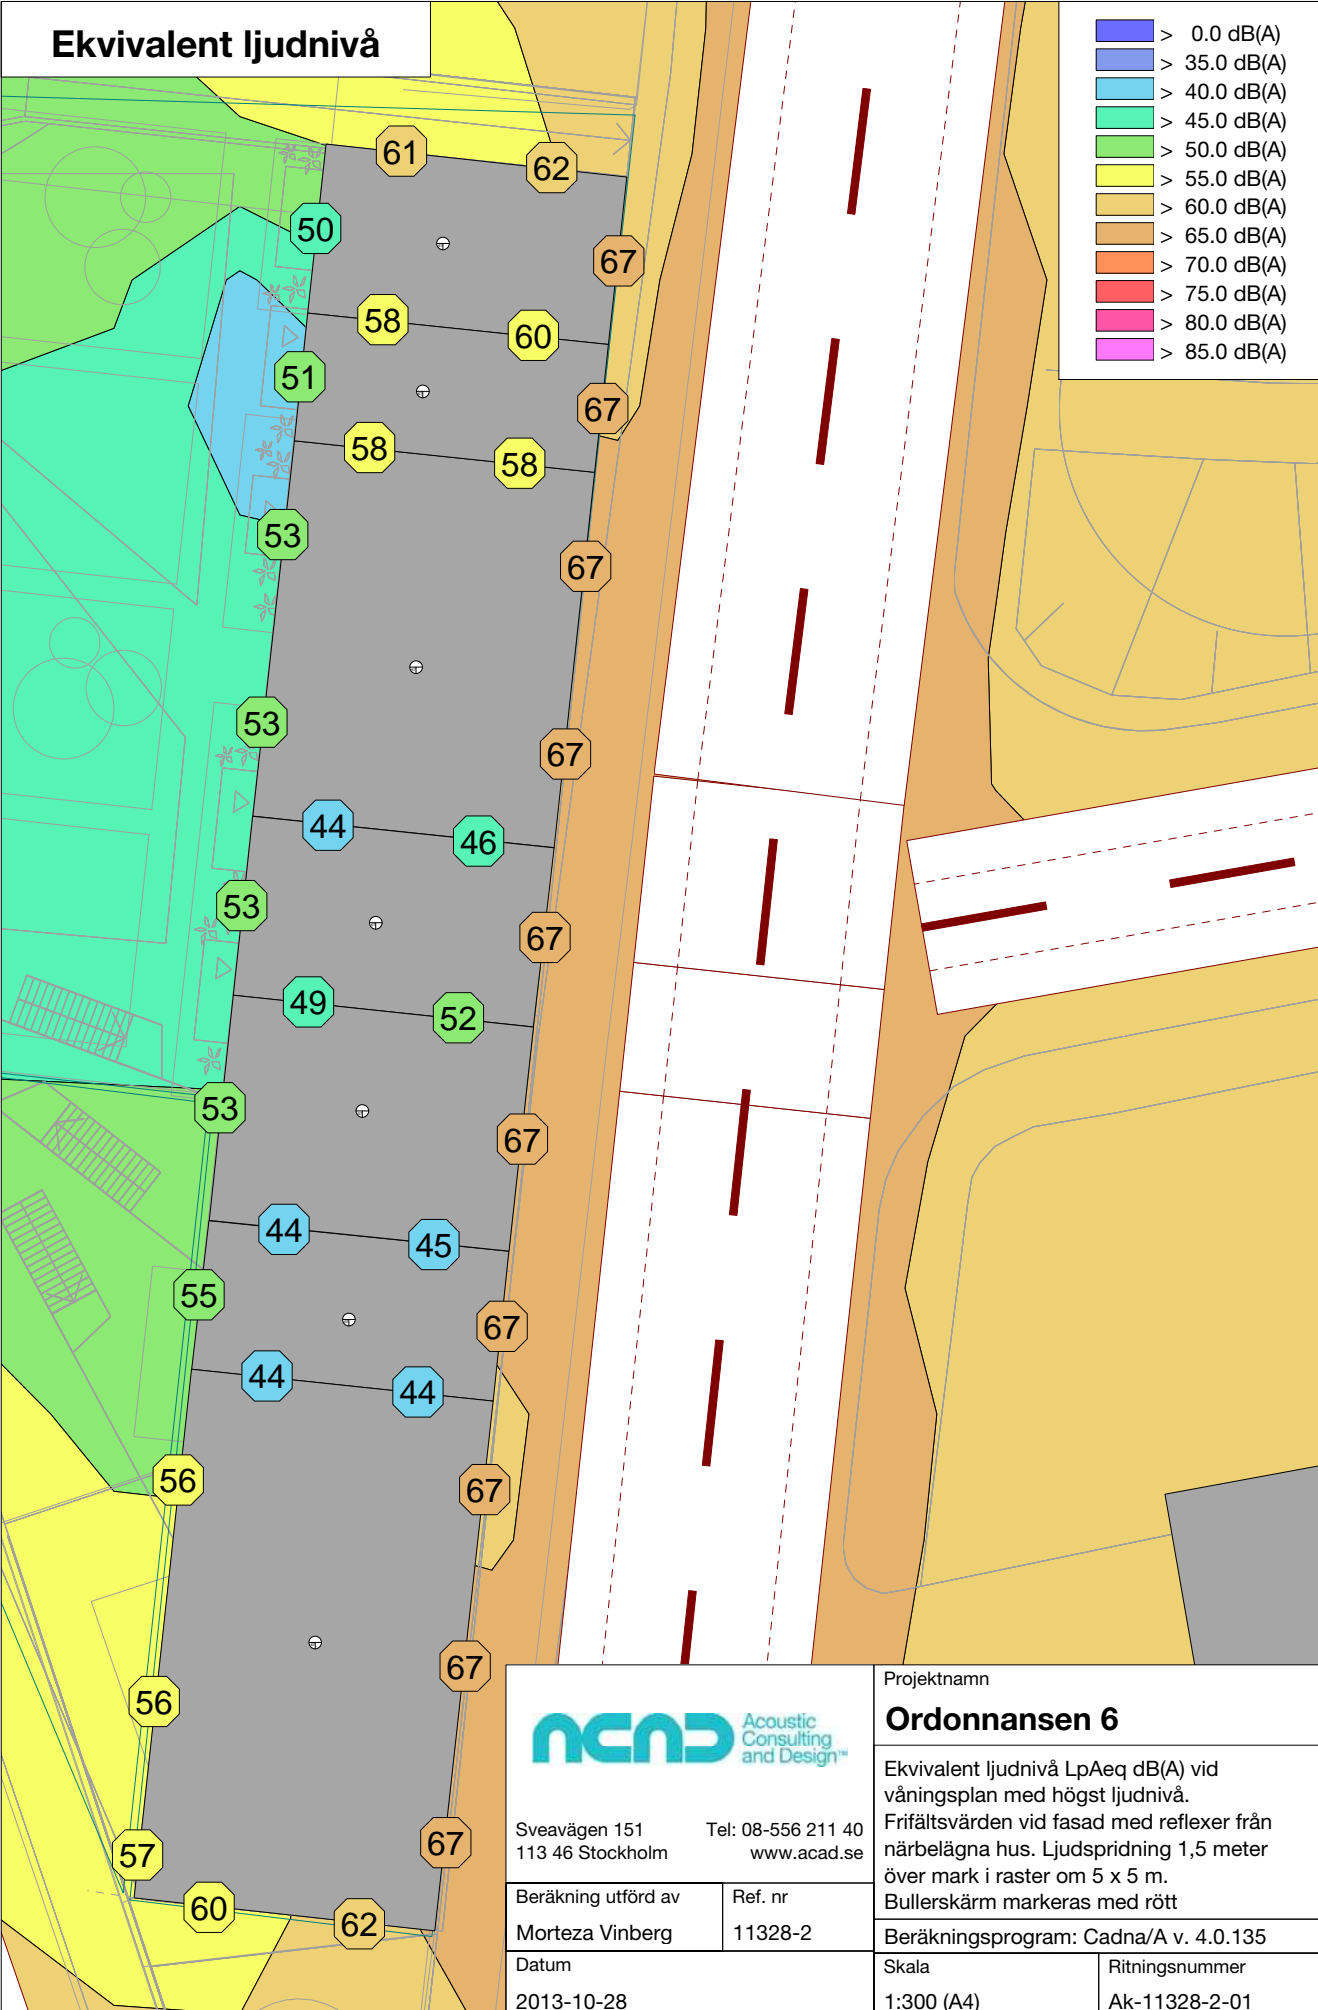 Ekvivalent ljudnivå
> 0.0 dB(A)
> 35.0 dB(A)
> 40.0 dB(A)
> 45.0 dB(A)
> 50.0 dB(A)
> 55.0 dB(A)
> 60.0 dB(A)
> 65.0 dB(A)
> 70.0 dB(A)
> 75.0 dB(A)
> 80.0 dB(A)
> 85.0 dB(A)
61
62
50
67
58
60
51
67
58
58
53
67
53
67
44
46
53
67
49
52
53
67
44
45
55
67
44
44
56
67
56
67
57
67
60
62
ACAD Acoustic
Consulting
and Design™
Sveavägen 151 Tel: 08-556 211 40
113 46 Stockholm www.acad.se
Beräkning utförd av
Morteza Vinberg
Ref. nr
11328-2
Datum
2013-10-28
Projektnamn
Ordonnansen 6
Ekvivalent ljudnivå LpAeq dB(A) vid
våningsplan med högst ljudnivå.
Frifältsvärden vid fasad med reflexer från
närbelägna hus. Ljudspridning 1,5 meter
över mark i raster om 5 x 5 m.
Bullerskärm markeras med rött
Beräkningsprogram: Cadna/A v. 4.0.135
Skala
1:300 (A4)
Ritningsnummer
Ak-11328-2-01